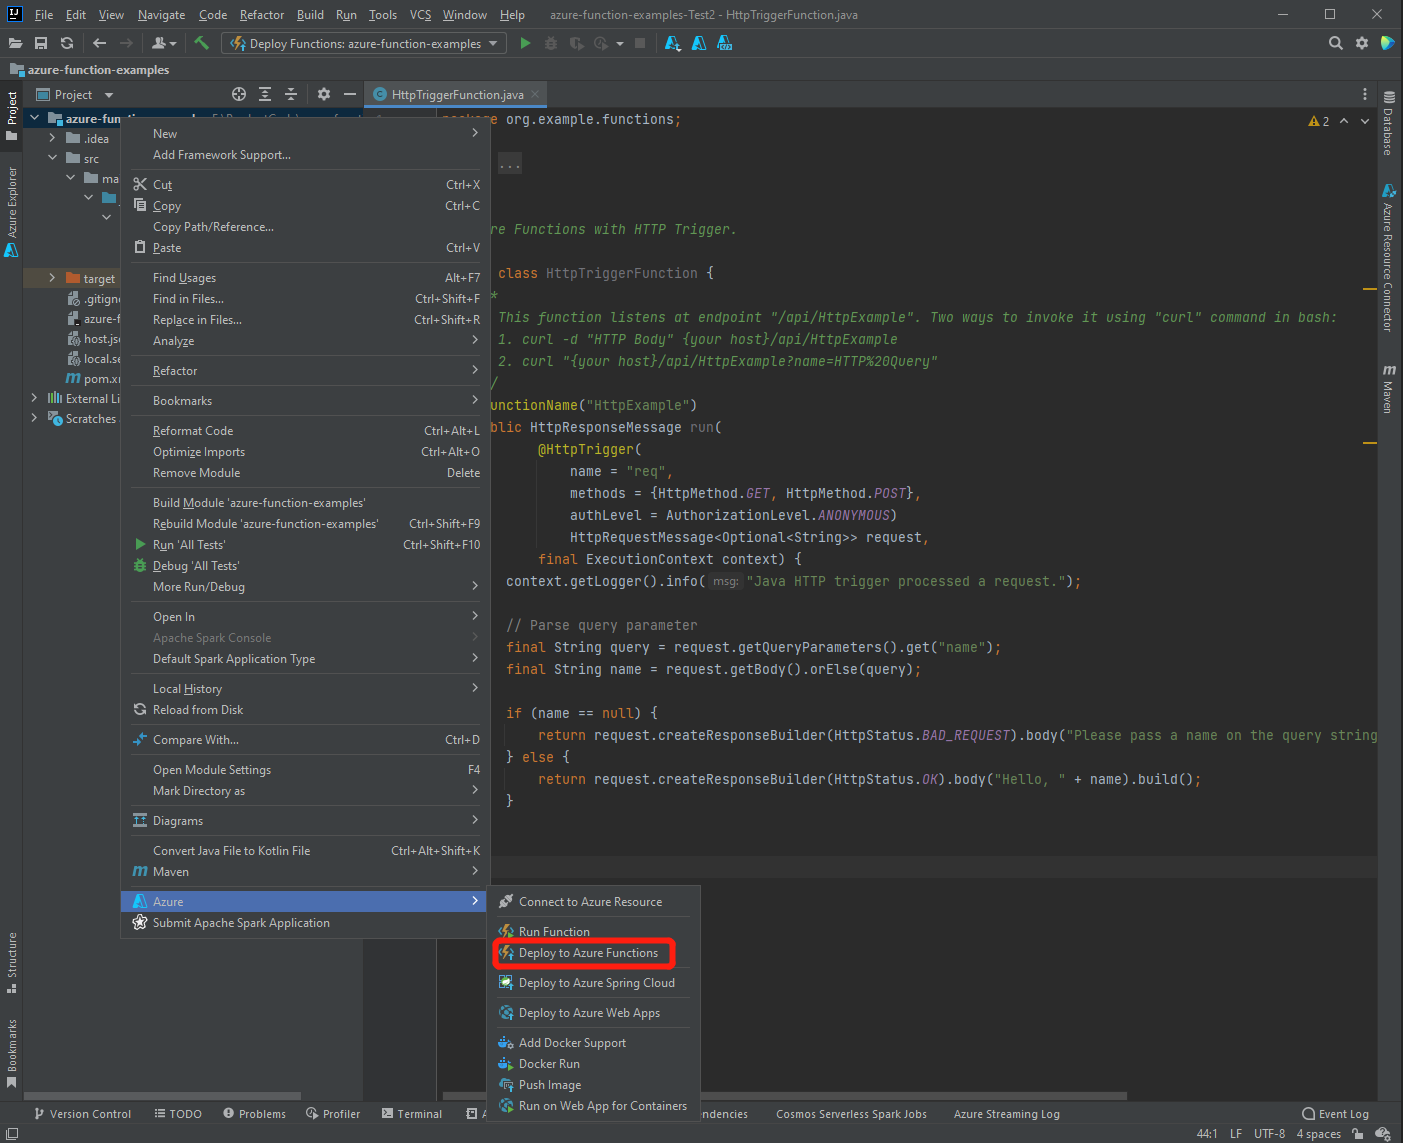 File Edit View Navigate Code Refactor Build Run Tools VCS Window Help azure-function-examples-Test2 - HttpTriggerFunction.java
Deploy Functions: azure-function-examples
azure-function-examples
Project
HttpTriggerFunction.java
Project
Azure Explorer
Structure
Bookmarks
azure-fun
.idea
src
ma
target
.gitign
azure-f
host.js
local.se
pom.x
External Li
Scratches
New
Add Framework Support...
Cut Ctrl+X
Copy Ctrl+C
Copy Path/Reference...
Paste Ctrl+V
Find Usages Alt+F7
Find in Files... Ctrl+Shift+F
Replace in Files... Ctrl+Shift+R
Analyze
Refactor
Bookmarks
Reformat Code Ctrl+Alt+L
Optimize Imports Ctrl+Alt+O
Remove Module Delete
Build Module 'azure-function-examples'
Rebuild Module 'azure-function-examples' Ctrl+Shift+F9
Run 'All Tests' Ctrl+Shift+F10
Debug 'All Tests'
More Run/Debug
Open In
Apache Spark Console
Default Spark Application Type
Local History
Reload from Disk
Compare With... Ctrl+D
Open Module Settings F4
Mark Directory as
Diagrams
Convert Java File to Kotlin File Ctrl+Alt+Shift+K
Maven
Azure
Submit Apache Spark Application
Connect to Azure Resource
Run Function
Deploy to Azure Functions
Deploy to Azure Spring Cloud
Deploy to Azure Web Apps
Add Docker Support
Docker Run
Push Image
Run on Web App for Containers
org.example.functions;
2
...
re Functions with HTTP Trigger.
class HttpTriggerFunction {
*
This function listens at endpoint "/api/HttpExample". Two ways to invoke it using "curl" command in bash:
1. curl -d "HTTP Body" {your host}/api/HttpExample
2. curl "{your host}/api/HttpExample?name=HTTP%20Query"
/
unctionName("HttpExample")
blic HttpResponseMessage run(
@HttpTrigger(
name = "req",
methods = {HttpMethod.GET, HttpMethod.POST},
authLevel = AuthorizationLevel.ANONYMOUS)
HttpRequestMessage<Optional<String>> request,
final ExecutionContext context) {
context.getLogger().info( msg: "Java HTTP trigger processed a request.");
// Parse query parameter
final String query = request.getQueryParameters().get("name");
final String name = request.getBody().orElse(query);
if (name == null) {
return request.createResponseBuilder(HttpStatus.BAD_REQUEST).body("Please pass a name on the query string
} else {
return request.createResponseBuilder(HttpStatus.OK).body("Hello, " + name).build();
}
Database
Azure Resource Connector
m Maven
Version Control TODO Problems Profiler Terminal A ndencies Cosmos Serverless Spark Jobs Azure Streaming Log Event Log
44:1 LF UTF-8 4 spaces